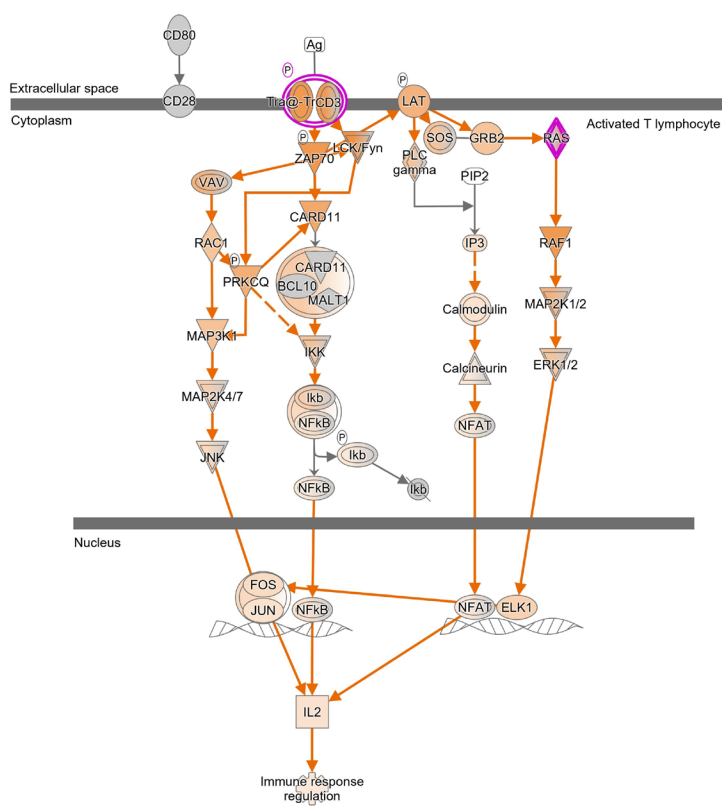 CD80
Ag
P
P
Extracellular space
Tra@-Tr
CD3
LAT
CD28
Cytoplasm
Activated T lymphocyte
P
LCK/Fyn
SOS
GRB2
RAS
ZAP70
PLC
gamma
VAV
PIP2
CARD11
RAC1
IP3
RAF1
P
PRKCQ
CARD11
BCL10
MALT1
Calmodulin
MAP2K1/2
MAP3K1
IKK
Calcineurin
ERK1/2
MAP2K4/7
Ikb
NFkB
NFAT
P
JNK
Ikb
NFkB
Ikb
Nucleus
FOS
JUN
NFkB
NFAT
ELK1
IL2
Immune response
regulation